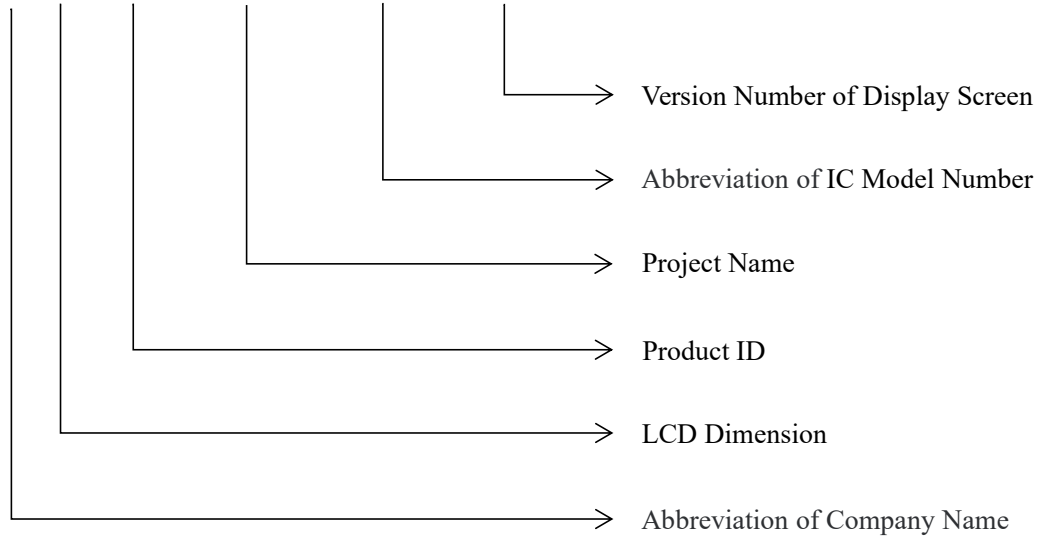 Version Number of Display Screen
Abbreviation of IC Model Number
Project Name
Product ID
LCD Dimension
Abbreviation of Company Name